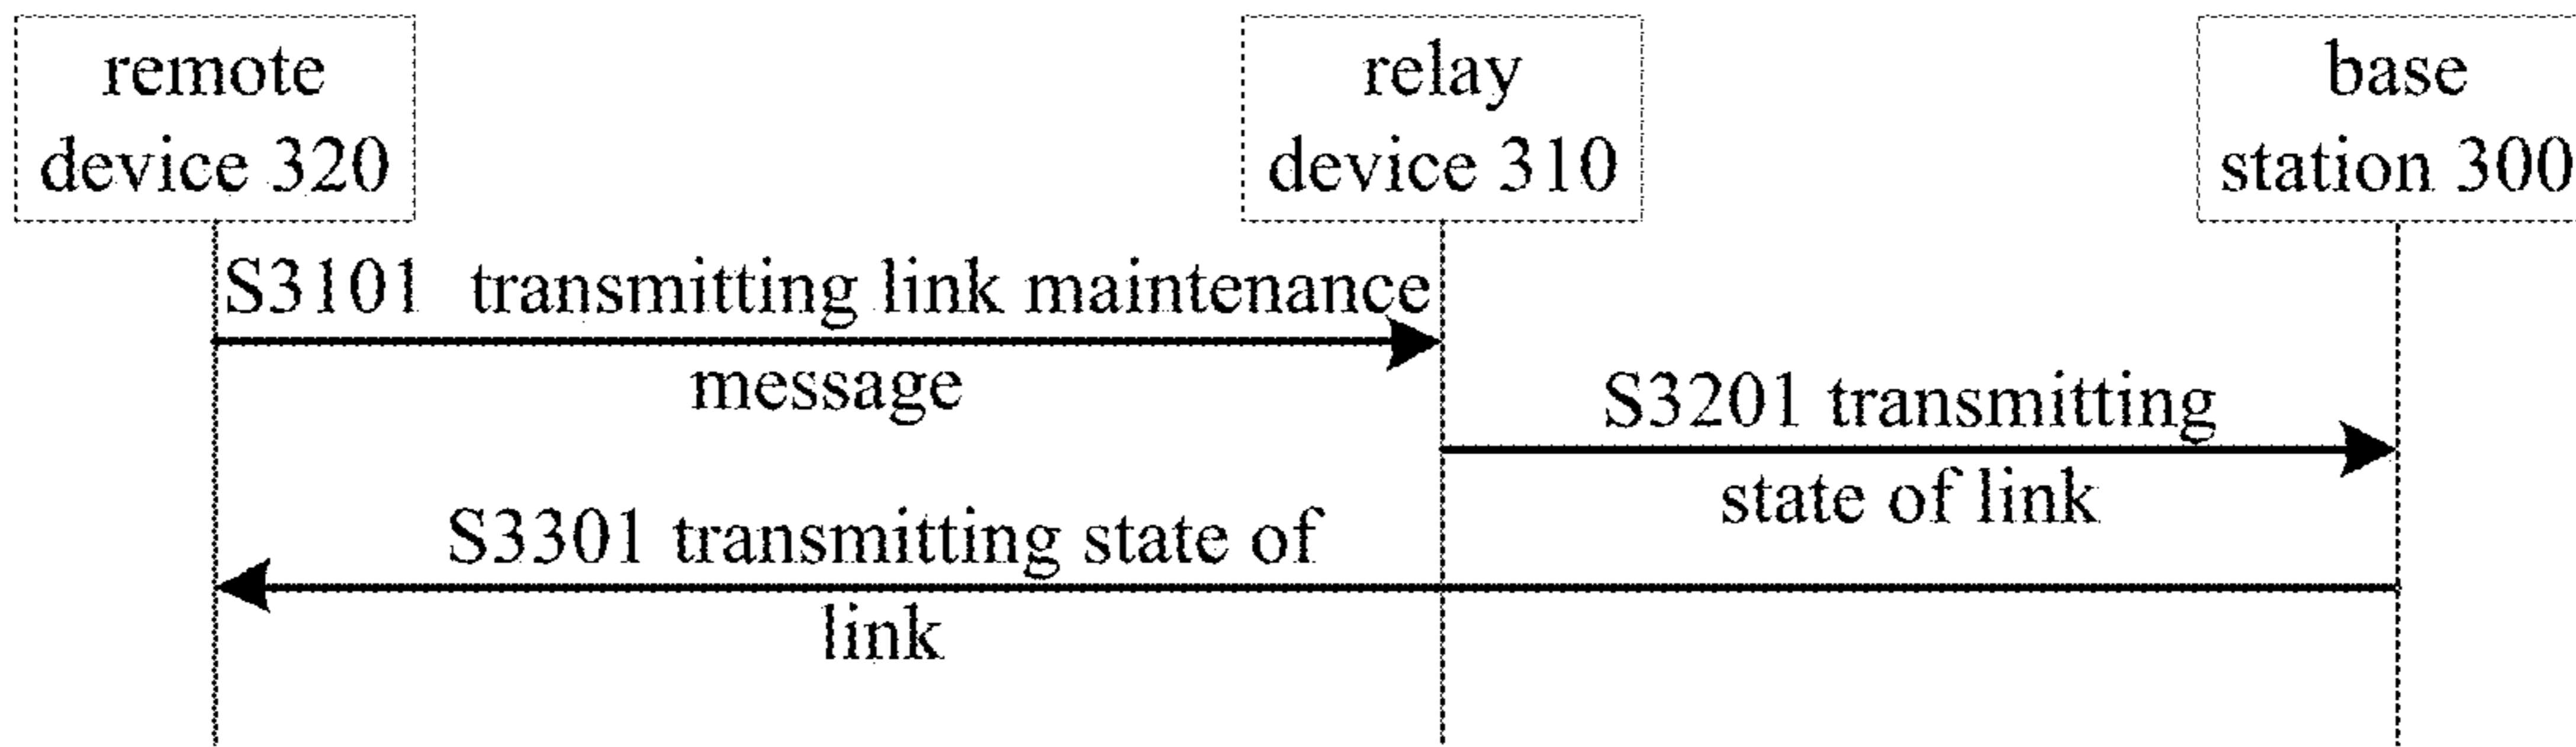 remote
device 320
relay
device 310
base
station 300
S3101 transmitting link maintenance
message
S3201 transmitting
state of link
S3301 transmitting state of
link